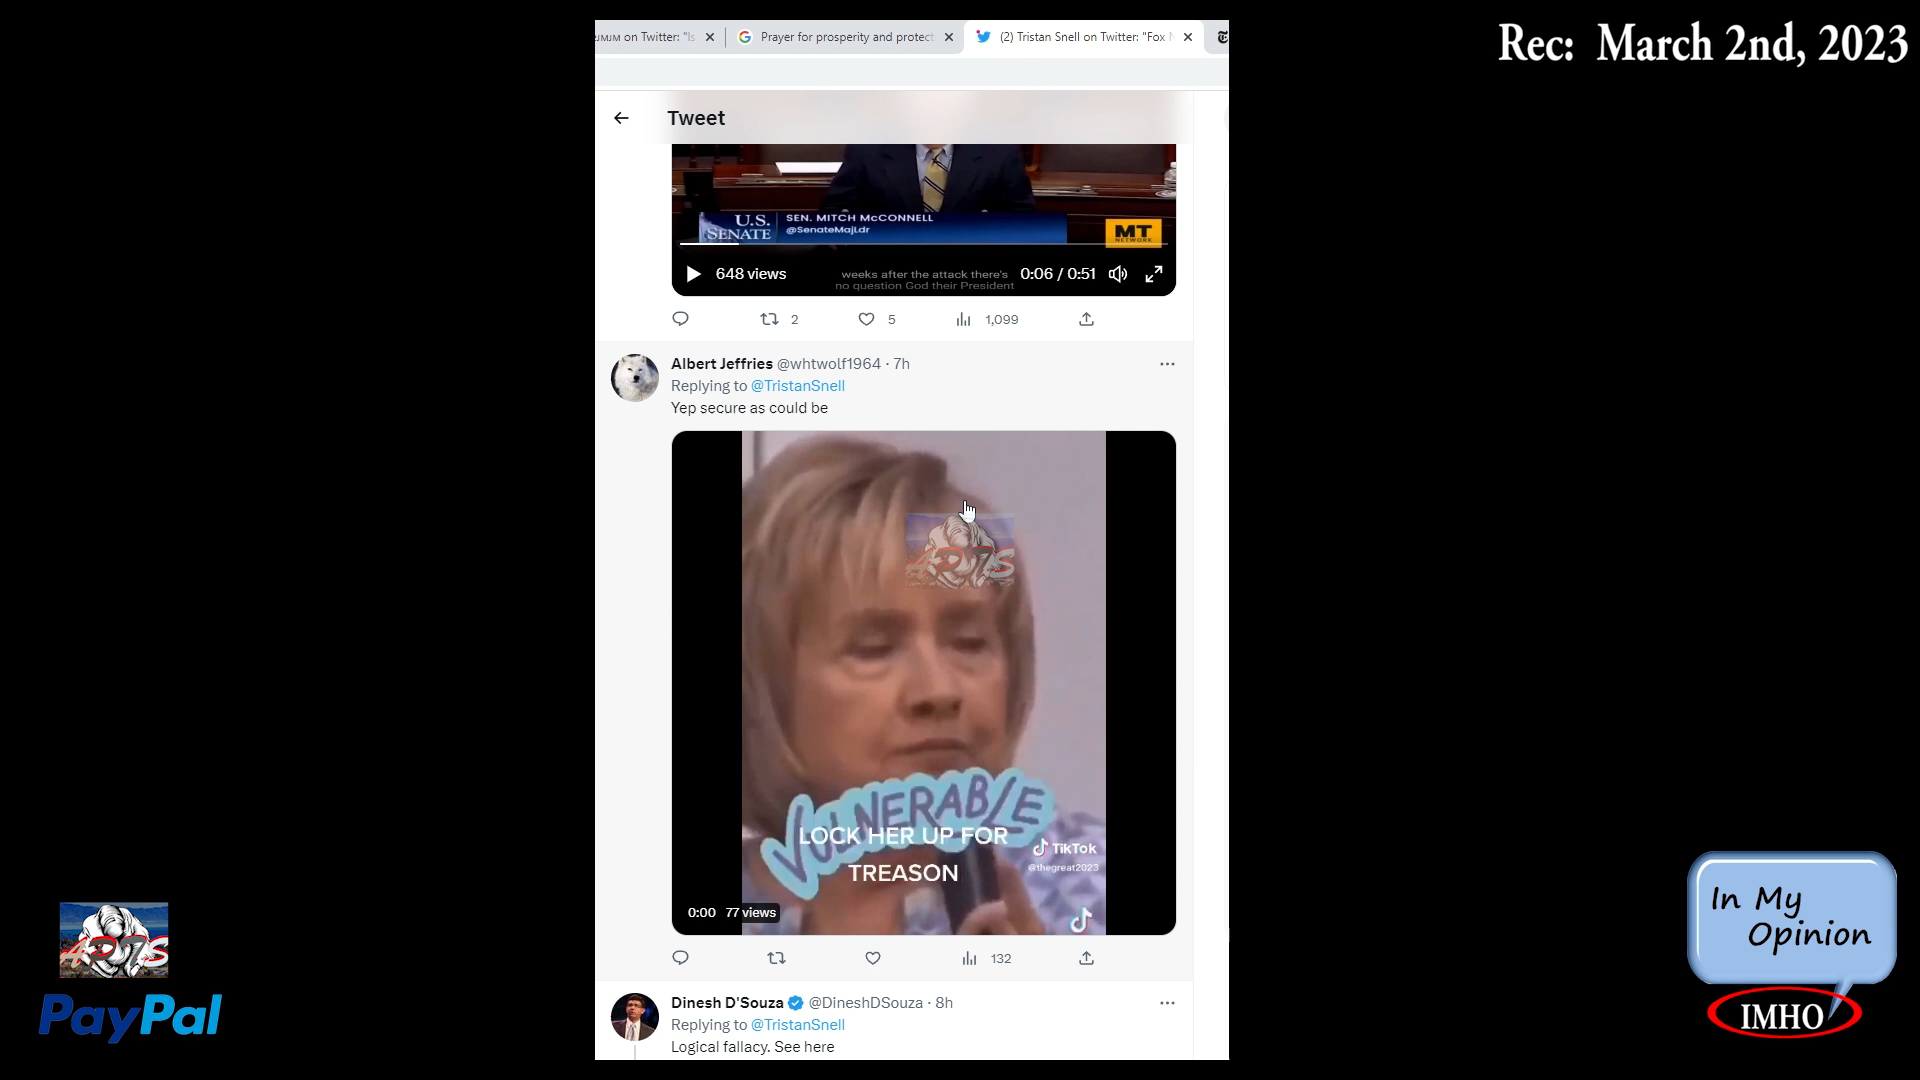 Rec: March 2nd, 2023
on Twitter: "Is
Prayer for prosperity and protect
(2) Tristan Snell on Twitter: "Fox N
Tweet
U.S. SENATE
SEN. MITCH McCONNELL
@SenateMajLdr
MT
NETWORK
648 views
weeks after the attack there's
no question God their President
0:06 / 0:51
2
5
1,099
Albert Jeffries @whtwolf1964 · 7h
Replying to @TristanSnell
Yep secure as could be
VULNERABLE
LOCK HER UP FOR
TREASON
TikTok
@thegreat2023
0:00 77 views
132
Dinesh D'Souza @DineshDSouza · 8h
Replying to @TristanSnell
Logical fallacy. See here
PayPal
In My
Opinion
IMHO